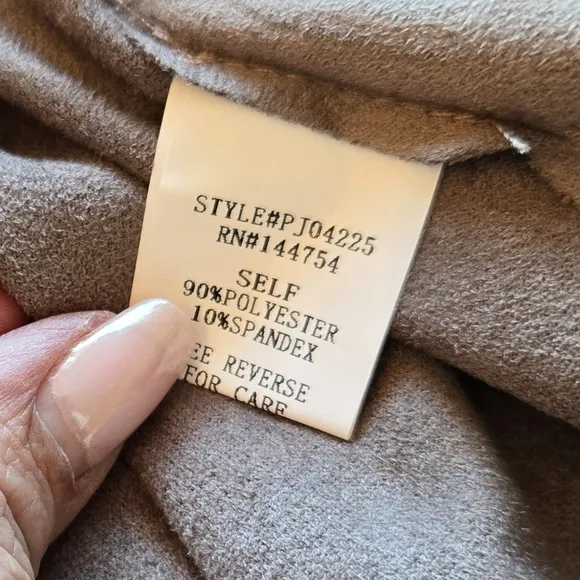 STYLE#PJ04225
RN#144754
SELF
90%POLYESTER
10%SPANDEX
EE REVERSE
FOR CARE